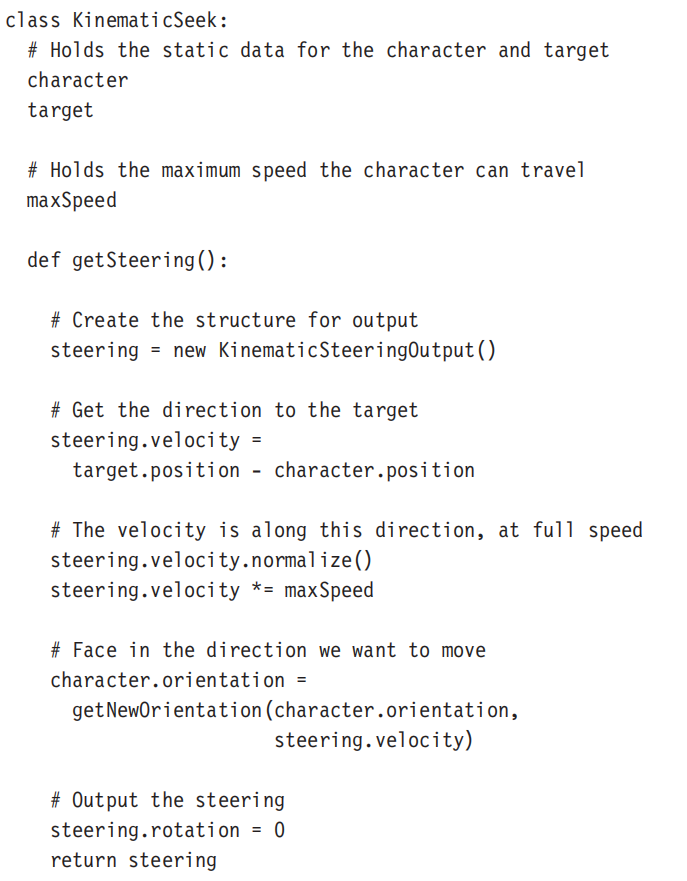 class KinematicSeek:
# Holds the static data for the character and target
character
target
# Holds the maximum speed the character can travel
maxSpeed
def getSteering():
# Create the structure for output
steering = new KinematicSteeringOutput()
# Get the direction to the target
steering.velocity =
target.position - character.position
# The velocity is along this direction, at full speed
steering.velocity.normalize()
steering.velocity *= maxSpeed
# Face in the direction we want to move
character.orientation =
getNewOrientation(character.orientation,
steering.velocity)
# Output the steering
steering.rotation = 0
return steering